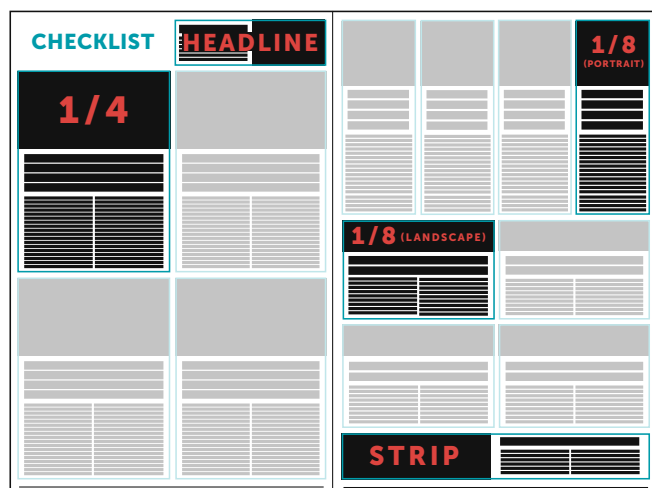 CHECKLIST
HEADLINE
1/4
1/8
(PORTRAIT)
1/8 (LANDSCAPE)
STRIP